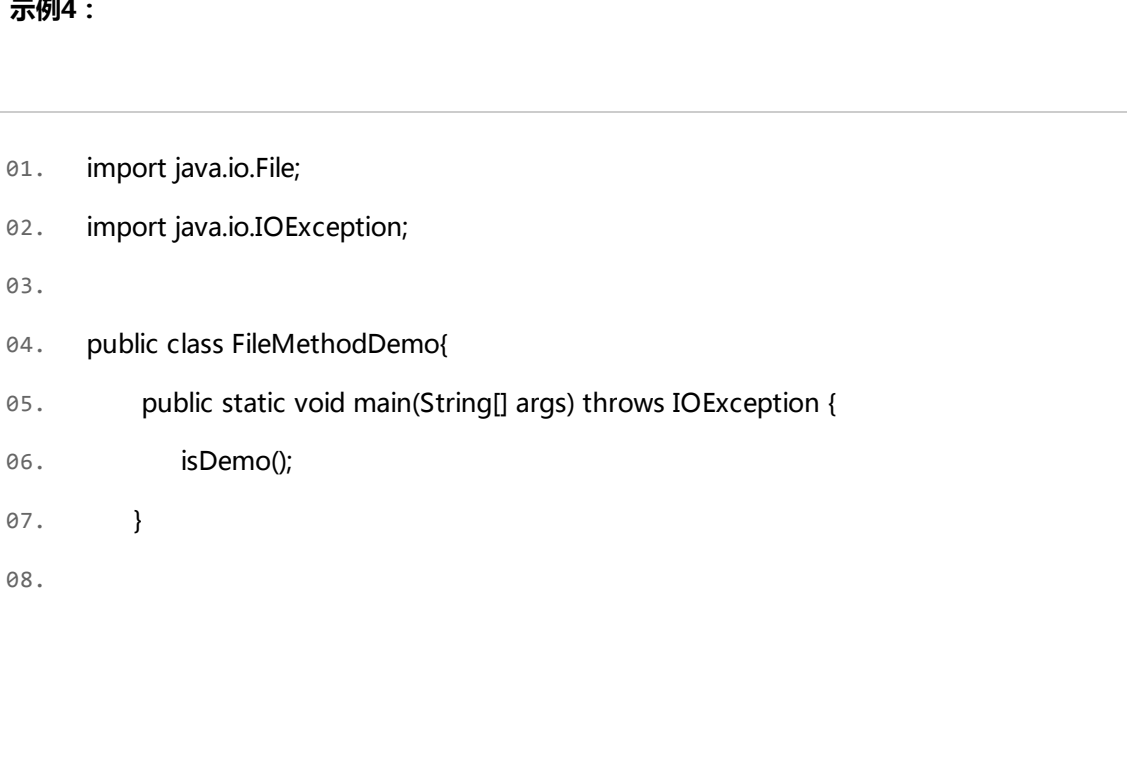 示例4：
01. import java.io.File;
02. import java.io.IOException;
03.
04. public class FileMethodDemo{
05. public static void main(String[] args) throws IOException {
06. isDemo();
07. }
08.